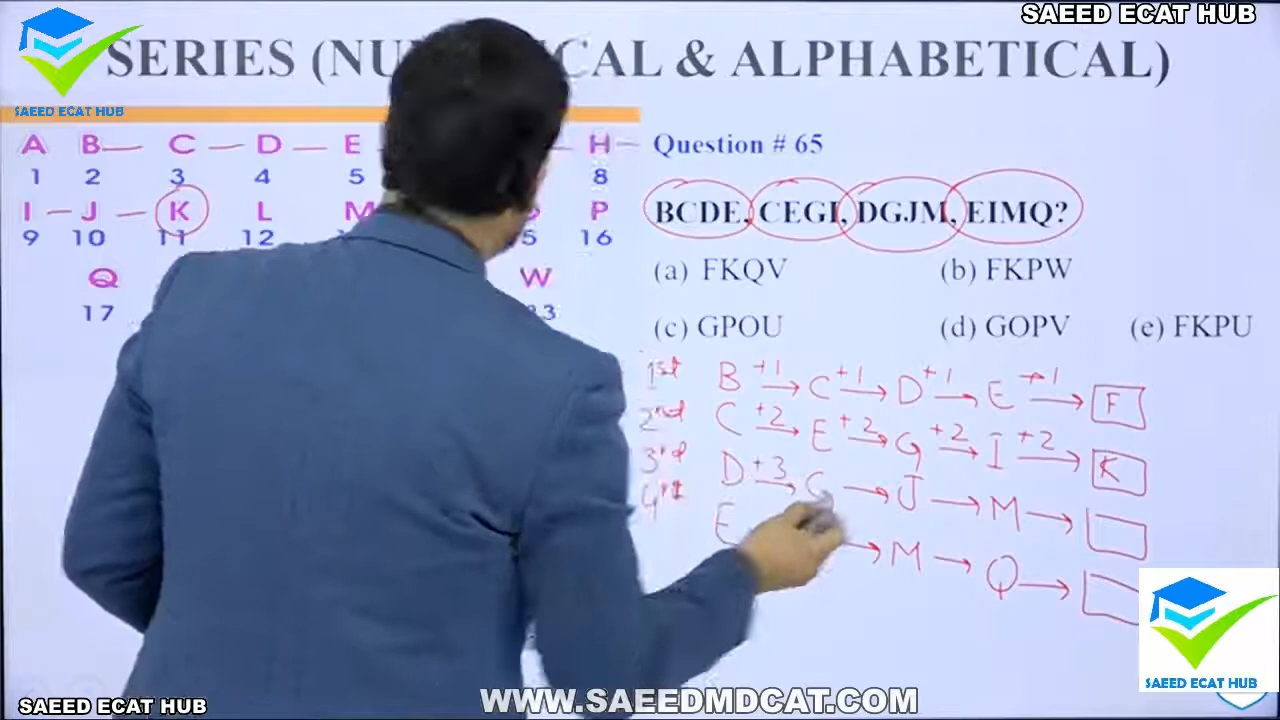 SAEED ECAT HUB
SERIES (NU CAL & ALPHABETICAL)
SAEED ECAT HUB
A B — C — D — E H — Question # 65
1 2 3 4 5 8
BCDE, CEGI, DGJM, EIMQ?
I — J — K L M P
9 10 11 12 5 16
(a) FKQV (b) FKPW
Q W
17 3
(c) GPOU (d) GOPV (e) FKPU
1st B +1 → C +1 → D +1 → E +1 → F
2nd C +2 → E +2 → G +2 → I +2 → K
3rd D +3 → G → J → M →
4th E → M → Q →
SAEED ECAT HUB
SAEED ECAT HUB
WWW.SAEEDMDCAT.COM